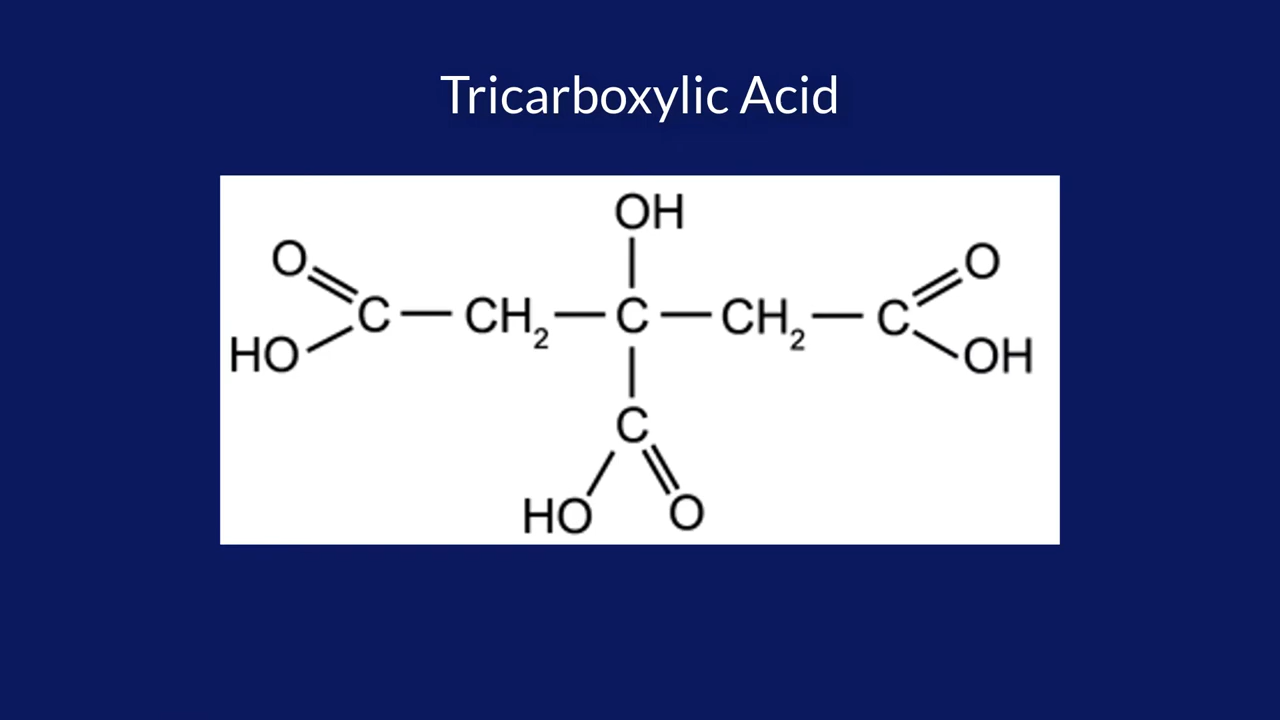 Tricarboxylic Acid
OH
O O
C — CH₂ — C — CH₂ — C
HO OH
C
HO O